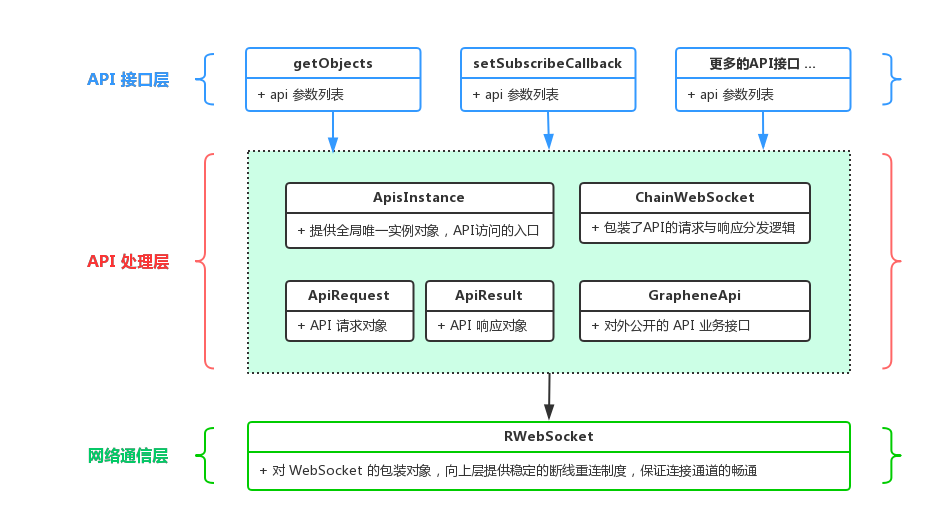 API 接口层
getObjects
+ api 参数列表
setSubscribeCallback
+ api 参数列表
更多的API接口 ...
+ api 参数列表
API 处理层
ApisInstance
+ 提供全局唯一实例对象，API访问的入口
ChainWebSocket
+ 包装了API的请求与响应分发逻辑
ApiRequest
+ API 请求对象
ApiResult
+ API 响应对象
GrapheneApi
+ 对外公开的 API 业务接口
网络通信层
RWebSocket
+ 对 WebSocket 的包装对象，向上层提供稳定的断线重连制度，保证连接通道的畅通